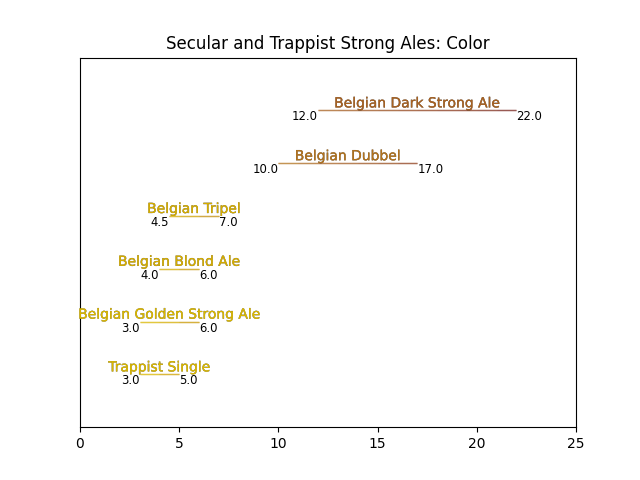 Secular and Trappist Strong Ales: Color
Belgian Dark Strong Ale
12.0 22.0
Belgian Dubbel
10.0 17.0
Belgian Tripel
4.5 7.0
Belgian Blond Ale
4.0 6.0
Belgian Golden Strong Ale
3.0 6.0
Trappist Single
3.0 5.0
0 5 10 15 20 25